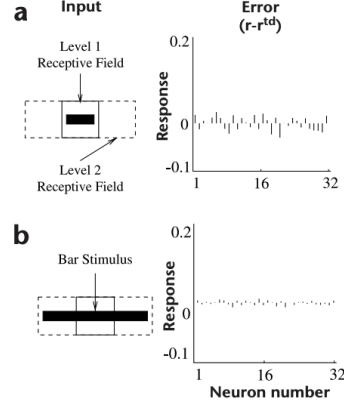 a
Input
Error
(r-r^td)
Level 1
Receptive Field
Level 2
Receptive Field
Response
0.2
0
-0.1
1 16 32
b
Bar Stimulus
Response
0.2
0
-0.1
1 16 32
Neuron number